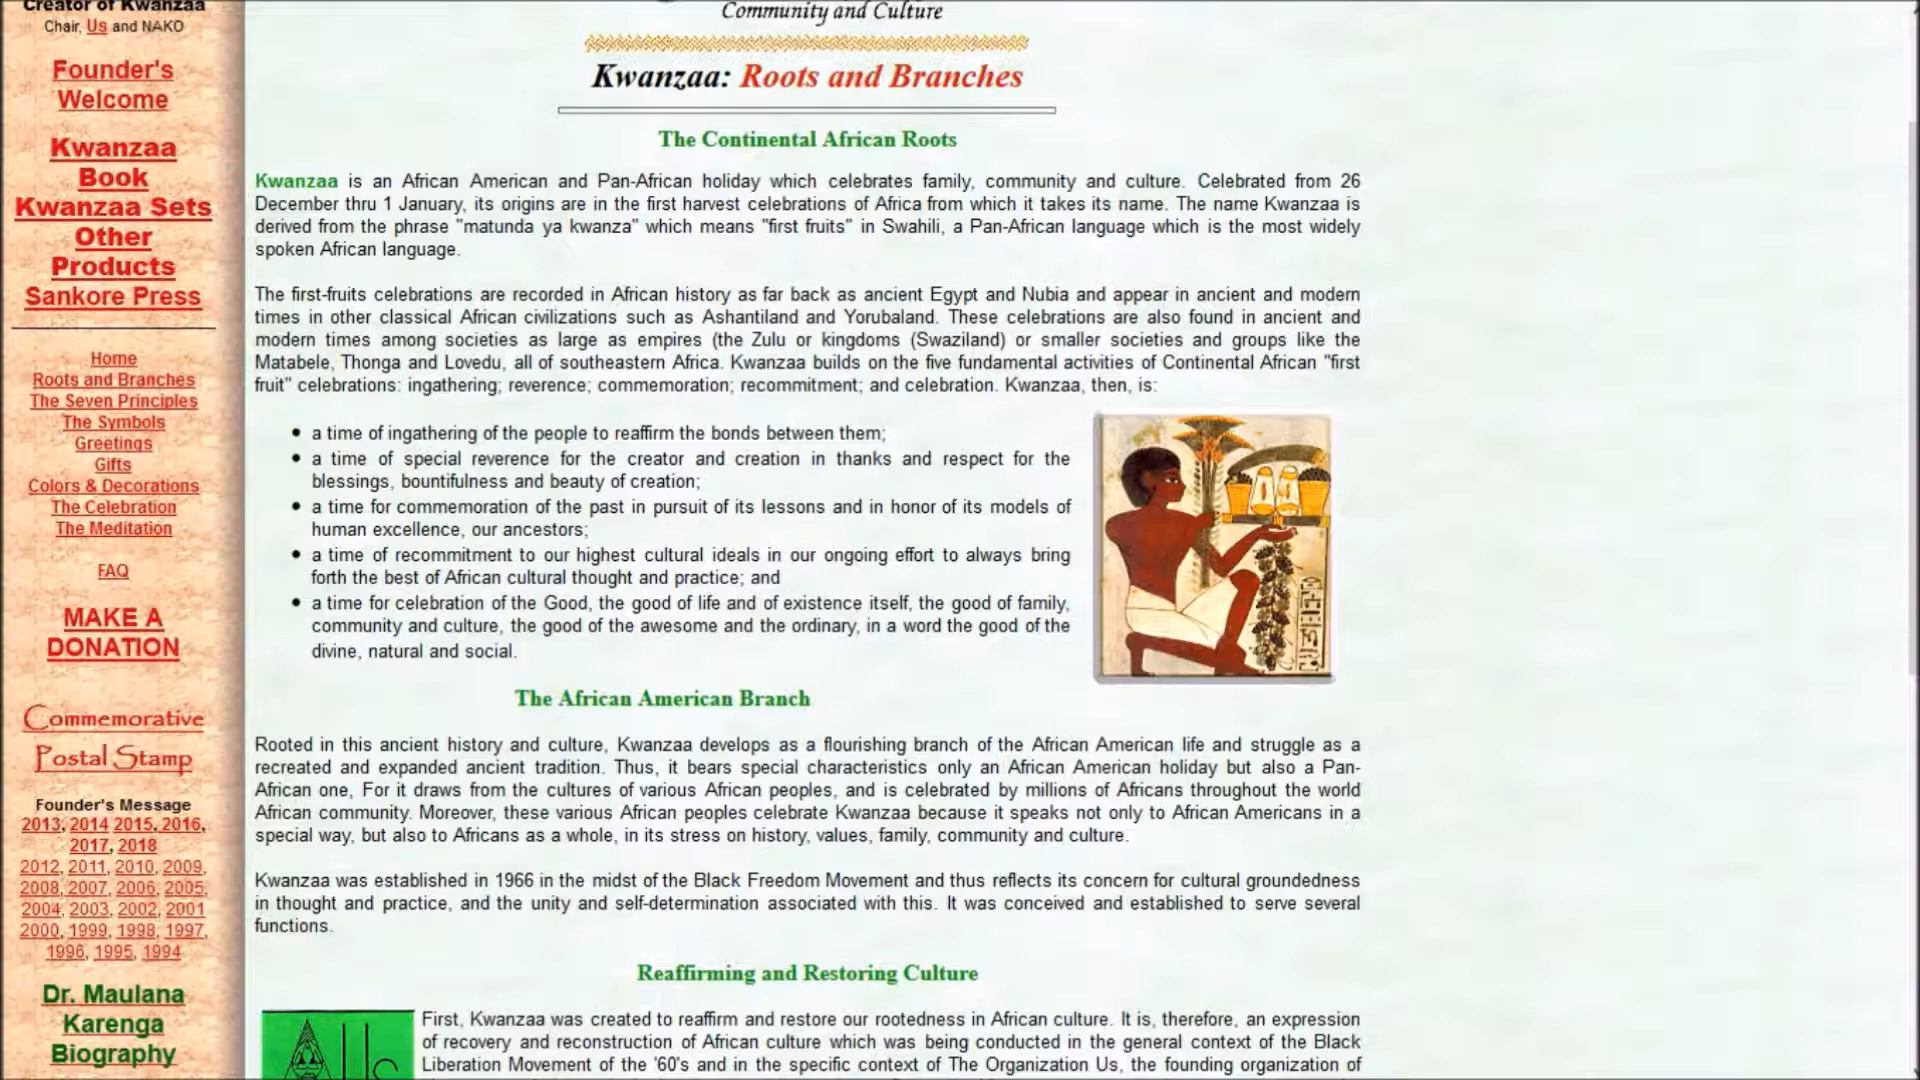 Creator of Kwanzaa
Chair, Us and NAKO
Founder's
Welcome
Kwanzaa
Book
Kwanzaa Sets
Other
Products
Sankore Press
Home
Roots and Branches
The Seven Principles
The Symbols
Greetings
Gifts
Colors & Decorations
The Celebration
The Meditation
FAQ
MAKE A
DONATION
Commemorative
Postal Stamp
Founder's Message
2013, 2014 2015, 2016,
2017, 2018
2012, 2011, 2010, 2009,
2008, 2007, 2006, 2005,
2004, 2003, 2002, 2001
2000, 1999, 1998, 1997,
1996, 1995, 1994
Dr. Maulana
Karenga
Biography
Community and Culture
Kwanzaa: Roots and Branches
The Continental African Roots
Kwanzaa is an African American and Pan-African holiday which celebrates family, community and culture. Celebrated from 26
December thru 1 January, its origins are in the first harvest celebrations of Africa from which it takes its name. The name Kwanzaa is
derived from the phrase "matunda ya kwanza" which means "first fruits" in Swahili, a Pan-African language which is the most widely
spoken African language.
The first-fruits celebrations are recorded in African history as far back as ancient Egypt and Nubia and appear in ancient and modern
times in other classical African civilizations such as Ashantiland and Yorubaland. These celebrations are also found in ancient and
modern times among societies as large as empires (the Zulu or kingdoms (Swaziland) or smaller societies and groups like the
Matabele, Thonga and Lovedu, all of southeastern Africa. Kwanzaa builds on the five fundamental activities of Continental African "first
fruit" celebrations: ingathering; reverence; commemoration; recommitment; and celebration. Kwanzaa, then, is:
• a time of ingathering of the people to reaffirm the bonds between them;
• a time of special reverence for the creator and creation in thanks and respect for the
blessings, bountifulness and beauty of creation;
• a time for commemoration of the past in pursuit of its lessons and in honor of its models of
human excellence, our ancestors;
• a time of recommitment to our highest cultural ideals in our ongoing effort to always bring
forth the best of African cultural thought and practice; and
• a time for celebration of the Good, the good of life and of existence itself, the good of family,
community and culture, the good of the awesome and the ordinary, in a word the good of the
divine, natural and social.
The African American Branch
Rooted in this ancient history and culture, Kwanzaa develops as a flourishing branch of the African American life and struggle as a
recreated and expanded ancient tradition. Thus, it bears special characteristics only an African American holiday but also a Pan-
African one, For it draws from the cultures of various African peoples, and is celebrated by millions of Africans throughout the world
African community. Moreover, these various African peoples celebrate Kwanzaa because it speaks not only to African Americans in a
special way, but also to Africans as a whole, in its stress on history, values, family, community and culture.
Kwanzaa was established in 1966 in the midst of the Black Freedom Movement and thus reflects its concern for cultural groundedness
in thought and practice, and the unity and self-determination associated with this. It was conceived and established to serve several
functions.
Reaffirming and Restoring Culture
First, Kwanzaa was created to reaffirm and restore our rootedness in African culture. It is, therefore, an expression
of recovery and reconstruction of African culture which was being conducted in the general context of the Black
Liberation Movement of the '60's and in the specific context of The Organization Us, the founding organization of